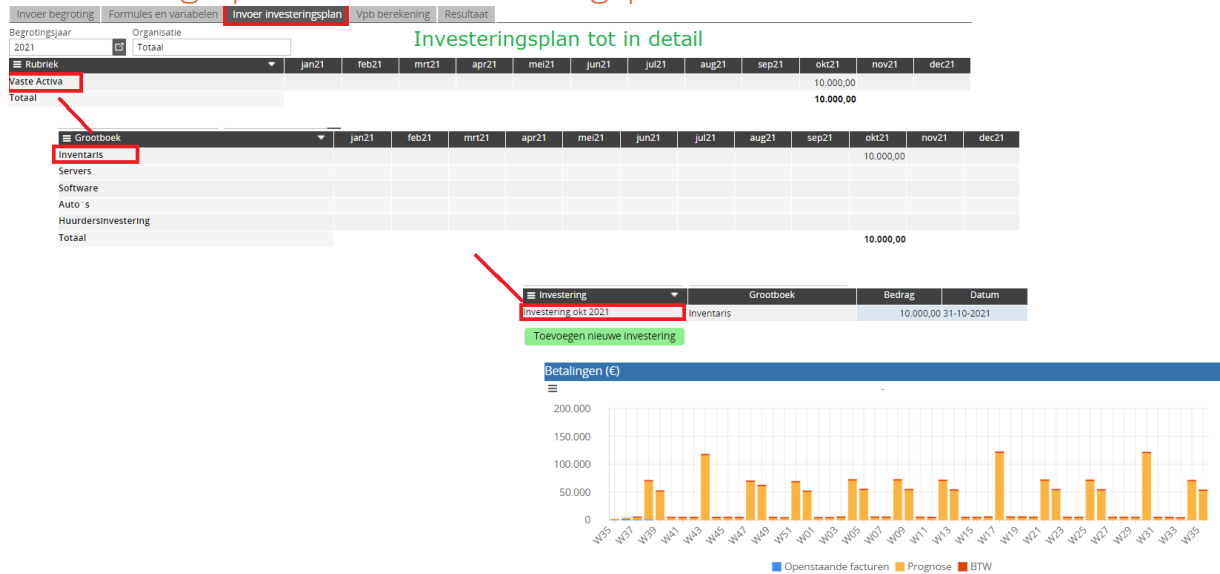 Invoer begroting Formules en variabelen Invoer investeringsplan Vpb berekening Resultaat
Begrotingsjaar Organisatie
2021 Totaal
Investeringsplan tot in detail
Rubriek jan21 feb21 mrt21 apr21 mei21 jun21 jul21 aug21 sep21 okt21 nov21 dec21
Vaste Activa 10.000,00
Totaal 10.000,00
Grootboek jan21 feb21 mrt21 apr21 mei21 jun21 jul21 aug21 sep21 okt21 nov21 dec21
Inventaris 10.000,00
Servers
Software
Auto´s
Huurdersinvestering
Totaal 10.000,00
Investering Grootboek Bedrag Datum
Investering okt 2021 Inventaris 10.000,00 31-10-2021
Toevoegen nieuwe investering
Betalingen (€)
-
200.000
150.000
100.000
50.000
0
W35 W37 W39 W41 W43 W45 W47 W49 W51 W01 W03 W05 W07 W09 W11 W13 W15 W17 W19 W21 W23 W25 W27 W29 W31 W33 W35
Openstaande facturen Prognose BTW